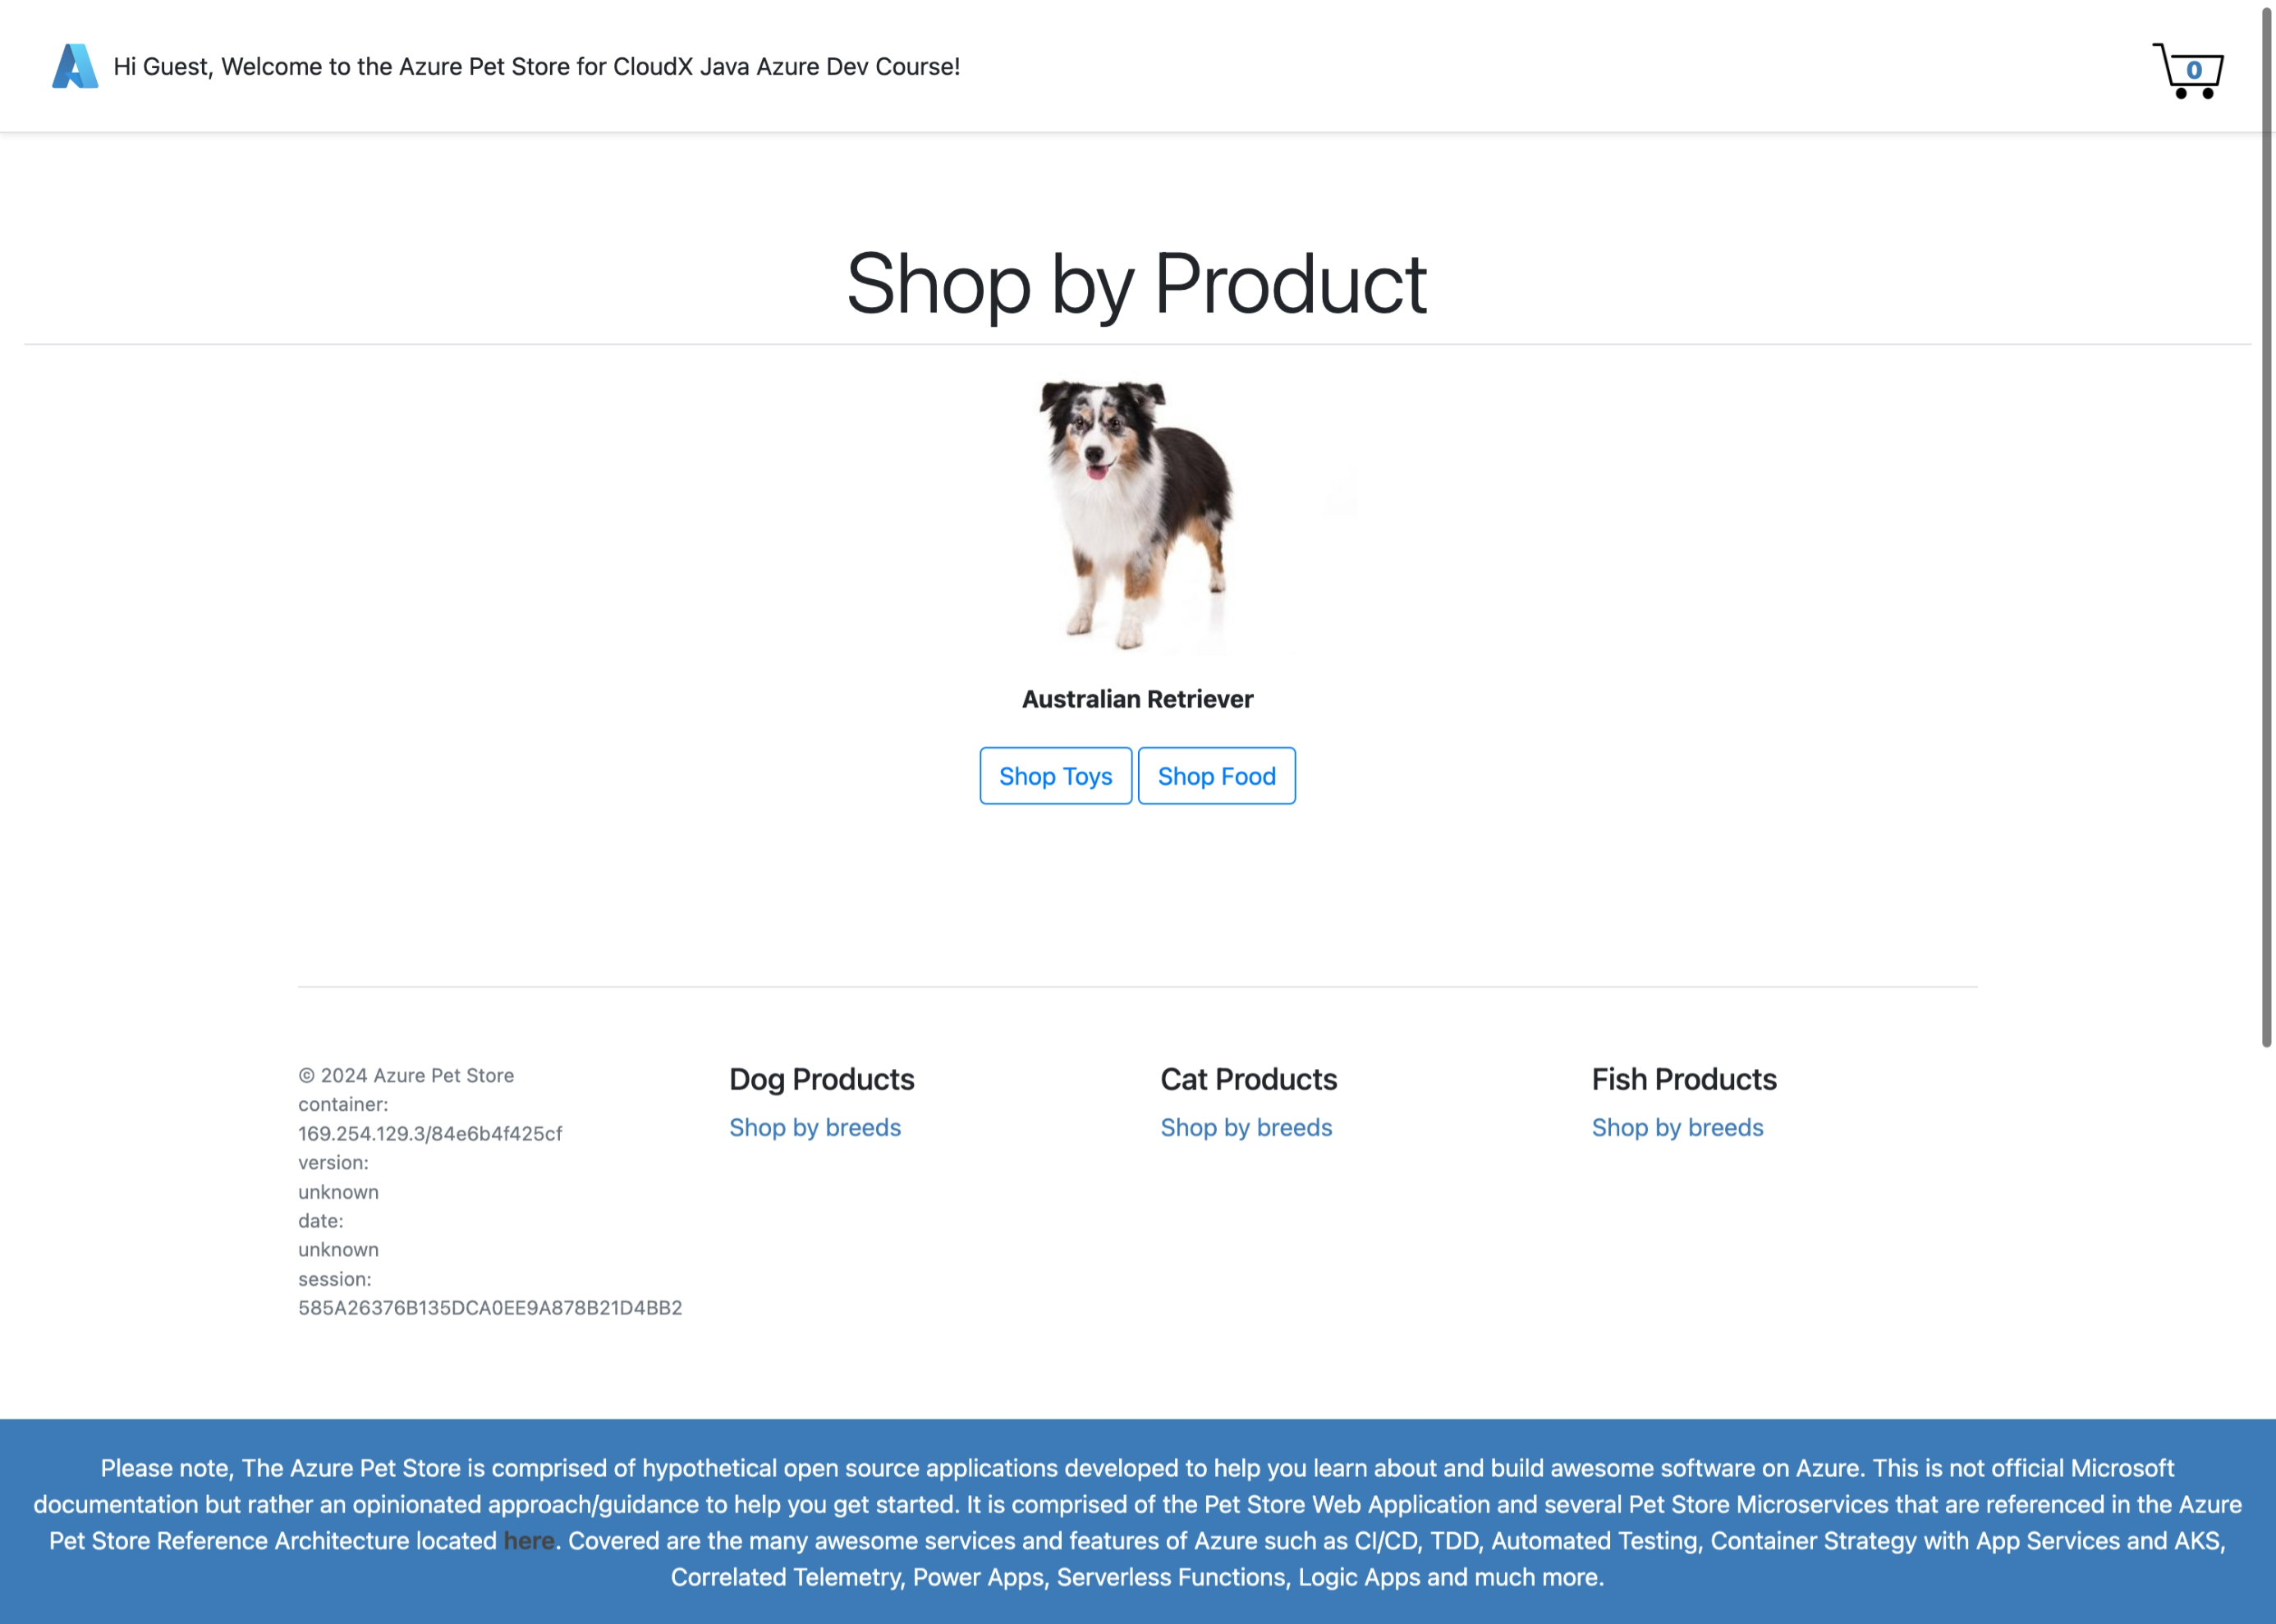 Hi Guest, Welcome to the Azure Pet Store for CloudX Java Azure Dev Course!
0
Shop by Product
Australian Retriever
Shop Toys
Shop Food
© 2024 Azure Pet Store
container:
169.254.129.3/84e6b4f425cf
version:
unknown
date:
unknown
session:
585A26376B135DCA0EE9A878B21D4BB2
Dog Products
Shop by breeds
Cat Products
Shop by breeds
Fish Products
Shop by breeds
Please note, The Azure Pet Store is comprised of hypothetical open source applications developed to help you learn about and build awesome software on Azure. This is not official Microsoft
documentation but rather an opinionated approach/guidance to help you get started. It is comprised of the Pet Store Web Application and several Pet Store Microservices that are referenced in the Azure
Pet Store Reference Architecture located here. Covered are the many awesome services and features of Azure such as CI/CD, TDD, Automated Testing, Container Strategy with App Services and AKS,
Correlated Telemetry, Power Apps, Serverless Functions, Logic Apps and much more.